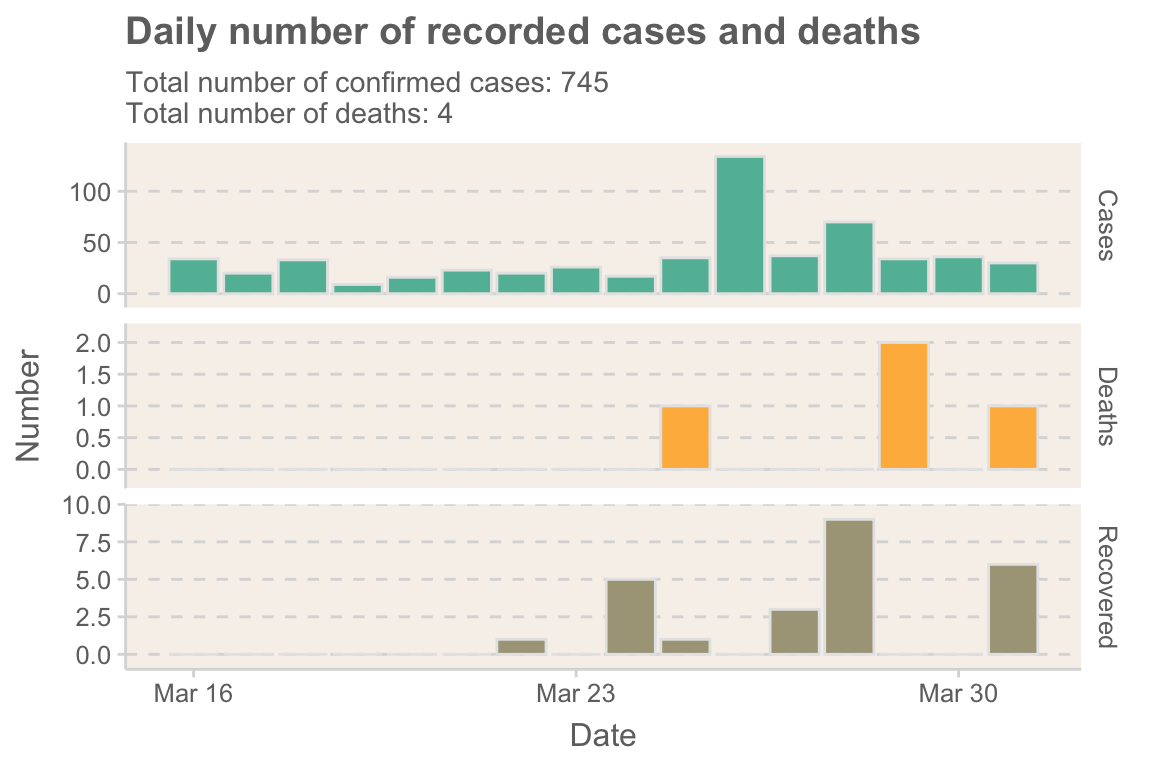 Daily number of recorded cases and deaths
Total number of confirmed cases: 745
Total number of deaths: 4
100
50
0
Cases
Number
2.0
1.5
1.0
0.5
0.0
Deaths
10.0
7.5
5.0
2.5
0.0
Recovered
Mar 16 Mar 23 Mar 30
Date